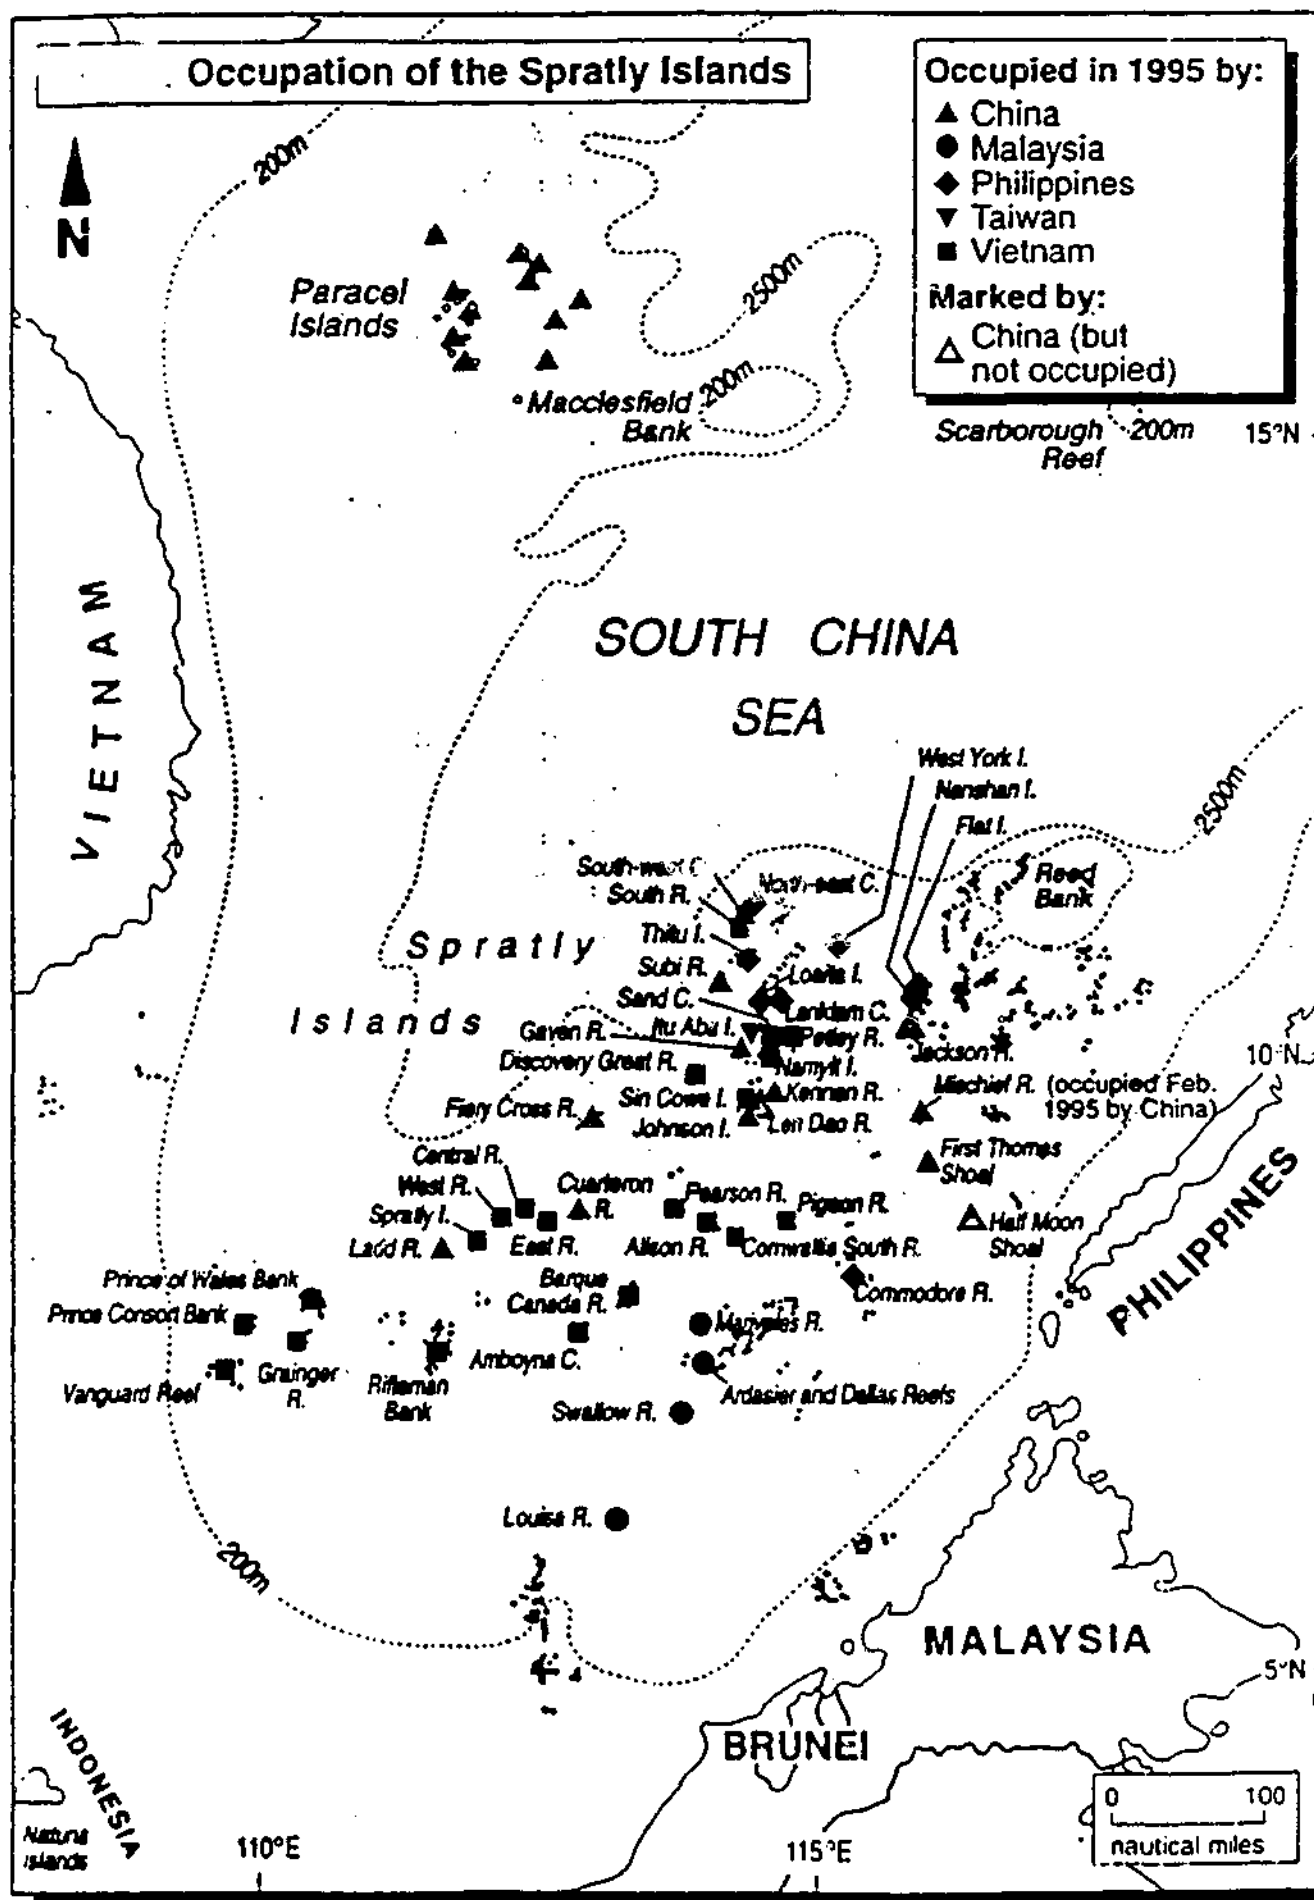 Occupation of the Spratly Islands
Occupied in 1995 by:
China
Malaysia
Philippines
Taiwan
Vietnam
Marked by:
China (but
not occupied)
N
200m
2500m
Paracel
Islands
200m
Macclesfield
Bank
Scarborough
Reef
200m
15°N
VIETNAM
SOUTH CHINA
SEA
West York I.
Nanshan I.
Flat I.
2500m
South-west C.
North-east C.
South R.
Reed
Bank
Thitu I.
Spratly
Subi R.
Loaita I.
Sand C.
Lankiam C.
Islands
Gaven R.
Itu Aba I.
Petley R.
Jackson R.
Discovery Great R.
Namyit I.
10°N
Sin Cowe I.
Kennan R.
Mischief R. (occupied Feb.
1995 by China)
Fiery Cross R.
Johnson I.
Len Dao R.
Central R.
First Thomas
Shoal
West R.
Cuarteron
R.
Pearson R.
Pigeon R.
Spratly I.
Half Moon
Shoal
Ladd R.
East R.
Alison R.
Cornwallis South R.
PHILIPPINES
Prince of Wales Bank
Barque
Canada R.
Commodore R.
Prince Consort Bank
Mariveles R.
Amboyna C.
Vanguard Reef
Grainger
R.
Rifleman
Bank
Ardasier and Dallas Reefs
Swallow R.
Louisa R.
200m
MALAYSIA
5°N
BRUNEI
INDONESIA
Natuna
Islands
110°E
115°E
0 100
nautical miles